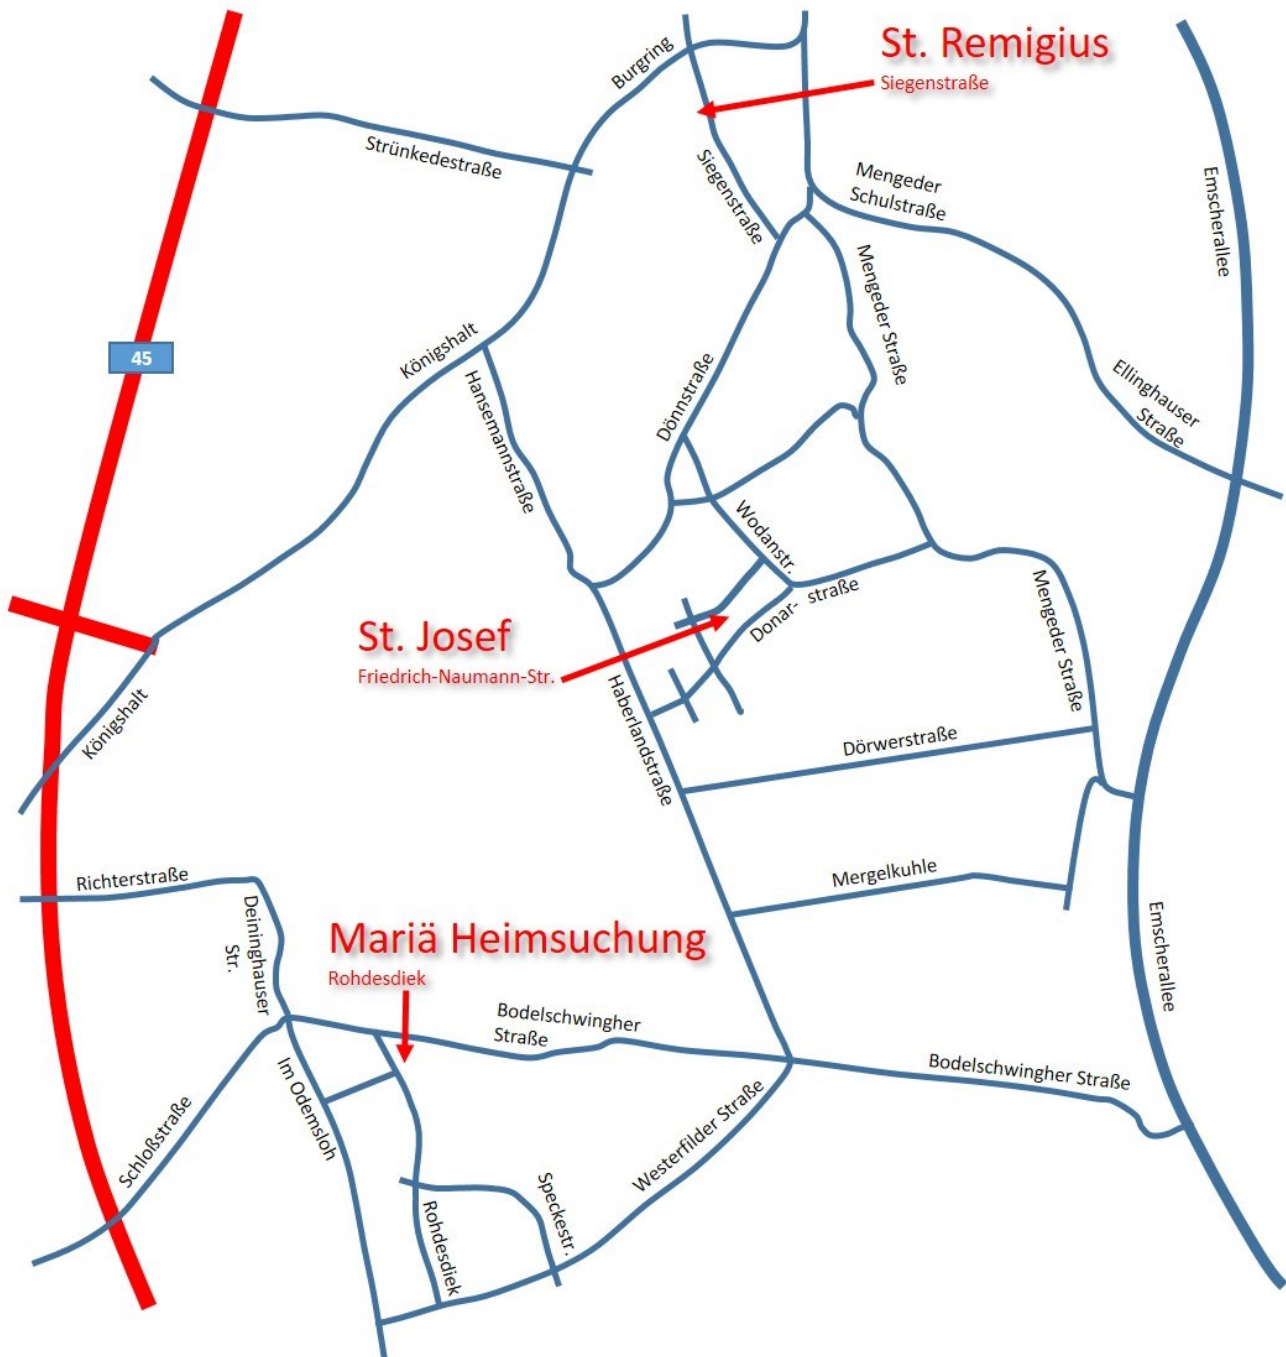 St. Remigius
Siegenstraße
Burgring
Strünkedestraße
Siegenstraße
Mengeder
Schulstraße
Emscherallee
45
Königshalt
Hansemannstraße
Dönnstraße
Mengeder Straße
Ellinghauser
Straße
Wodanstr.
Donar- straße
St. Josef
Friedrich-Naumann-Str.
Mengeder Straße
Königshalt
Haberlandstraße
Dörwerstraße
Richterstraße
Mergelkuhle
Deininghauser
Str.
Mariä Heimsuchung
Rohdesdiek
Emscherallee
Bodelschwingher
Straße
Bodelschwingher Straße
Im Odemsloh
Schloßstraße
Westerfilder Straße
Speckestr.
Rohdesdiek